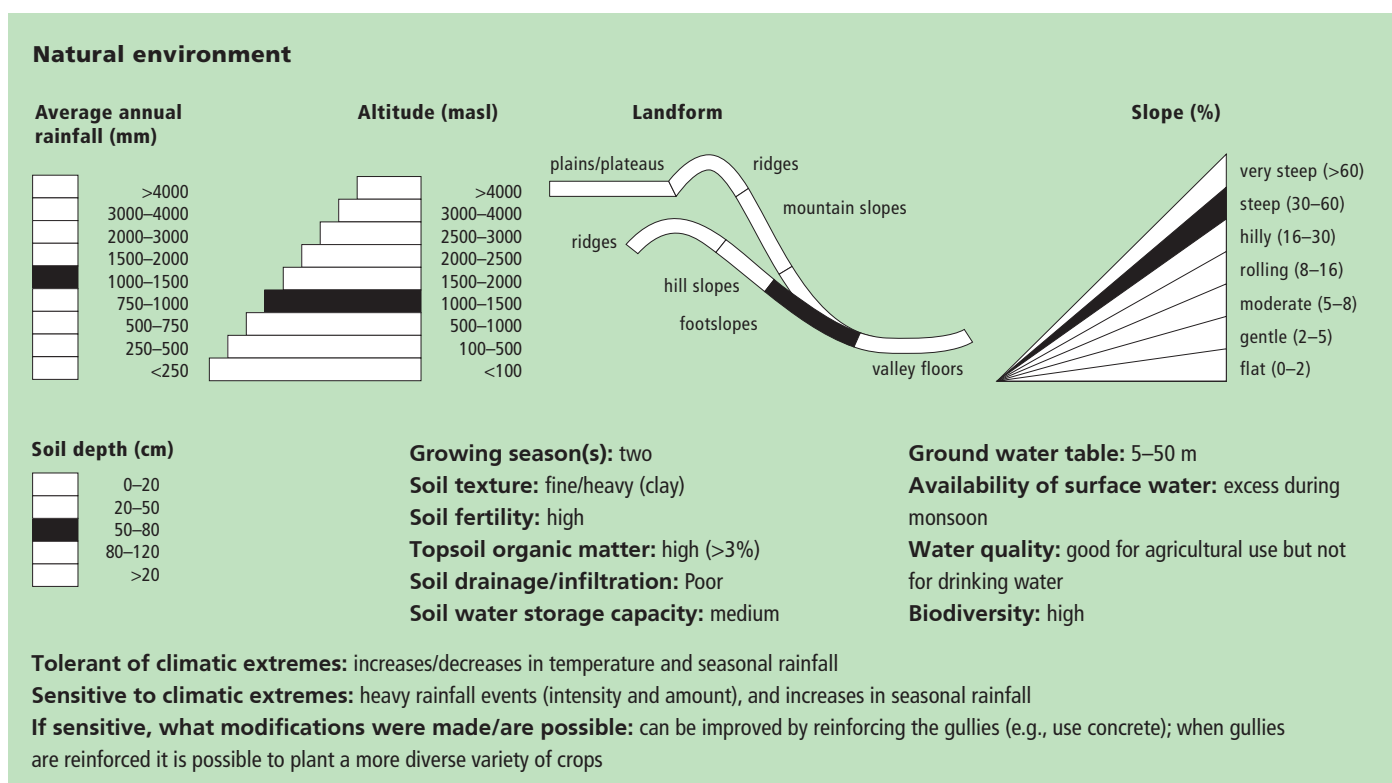 Natural environment
Average annual
rainfall (mm)
>4000
3000–4000
2000–3000
1500–2000
1000–1500
750–1000
500–750
250–500
<250
Altitude (masl)
>4000
3000–4000
2500–3000
2000–2500
1500–2000
1000–1500
500–1000
100–500
<100
Landform
plains/plateaus
ridges
mountain slopes
ridges
hill slopes
footslopes
valley floors
Slope (%)
very steep (>60)
steep (30–60)
hilly (16–30)
rolling (8–16)
moderate (5–8)
gentle (2–5)
flat (0–2)
Soil depth (cm)
0–20
20–50
50–80
80–120
>20
Growing season(s): two
Soil texture: fine/heavy (clay)
Soil fertility: high
Topsoil organic matter: high (>3%)
Soil drainage/infiltration: Poor
Soil water storage capacity: medium
Ground water table: 5–50 m
Availability of surface water: excess during
monsoon
Water quality: good for agricultural use but not
for drinking water
Biodiversity: high
Tolerant of climatic extremes: increases/decreases in temperature and seasonal rainfall
Sensitive to climatic extremes: heavy rainfall events (intensity and amount), and increases in seasonal rainfall
If sensitive, what modifications were made/are possible: can be improved by reinforcing the gullies (e.g., use concrete); when gullies
are reinforced it is possible to plant a more diverse variety of crops